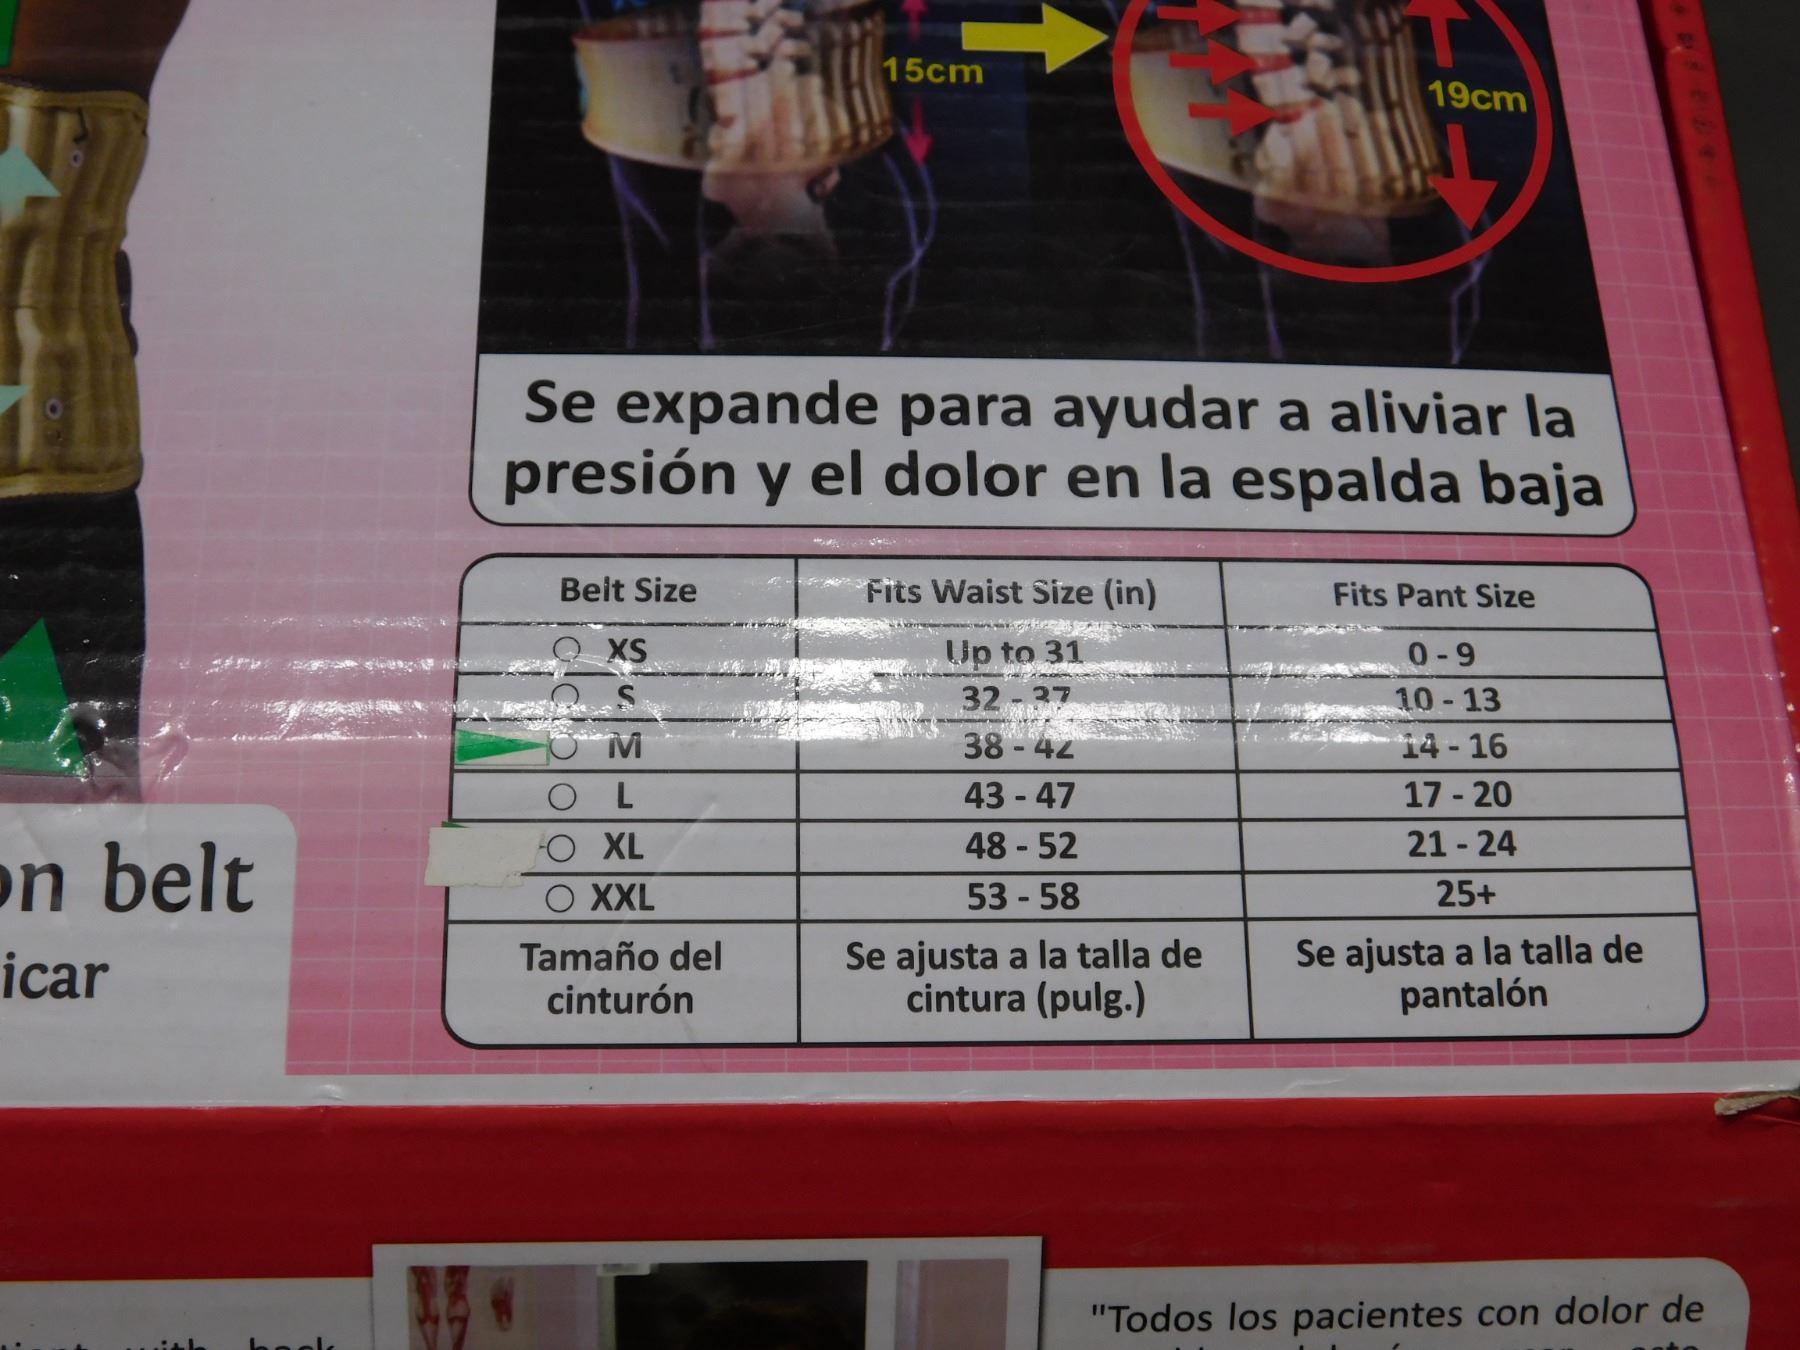 15cm
19cm
Se expande para ayudar a aliviar la
presión y el dolor en la espalda baja
Belt Size Fits Waist Size (in) Fits Pant Size
XS Up to 31 0 - 9
S 32 - 37 10 - 13
M 38 - 42 14 - 16
L 43 - 47 17 - 20
XL 48 - 52 21 - 24
XXL 53 - 58 25+
Tamaño del Se ajusta a la talla de Se ajusta a la talla de
cinturón cintura (pulg.) pantalón
on belt
icar
"Todos los pacientes con dolor de
with back